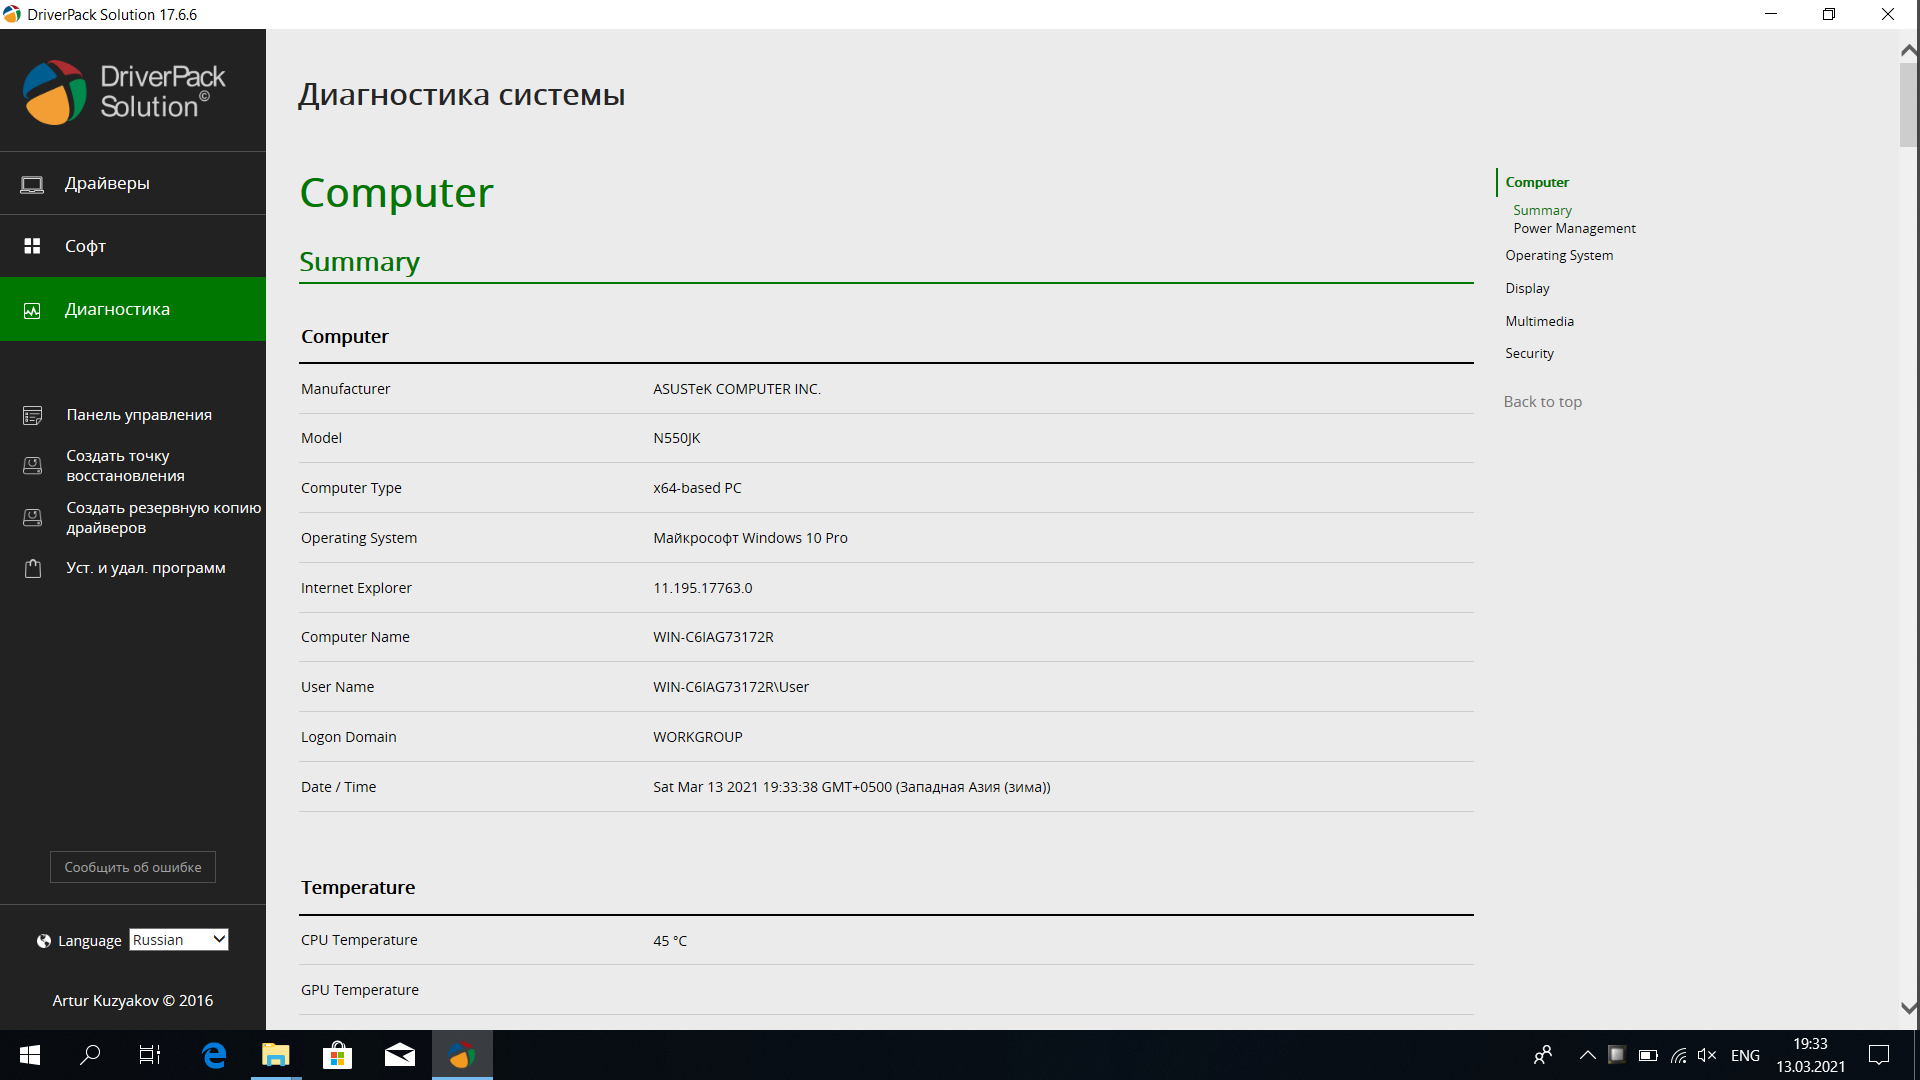 DriverPack Solution 17.6.6
DriverPack
Solution©
Драйверы
Софт
Диагностика
Панель управления
Создать точку
восстановления
Создать резервную копию
драйверов
Уст. и удал. программ
Сообщить об ошибке
Language Russian
Artur Kuzyakov © 2016
Диагностика системы
Computer
Summary
Computer
Manufacturer ASUSTeK COMPUTER INC.
Model N550JK
Computer Type x64-based PC
Operating System Майкрософт Windows 10 Pro
Internet Explorer 11.195.17763.0
Computer Name WIN-C6IAG73172R
User Name WIN-C6IAG73172R\User
Logon Domain WORKGROUP
Date / Time Sat Mar 13 2021 19:33:38 GMT+0500 (Западная Азия (зима))
Temperature
CPU Temperature 45 °C
GPU Temperature
Computer
Summary
Power Management
Operating System
Display
Multimedia
Security
Back to top
ENG
19:33
13.03.2021